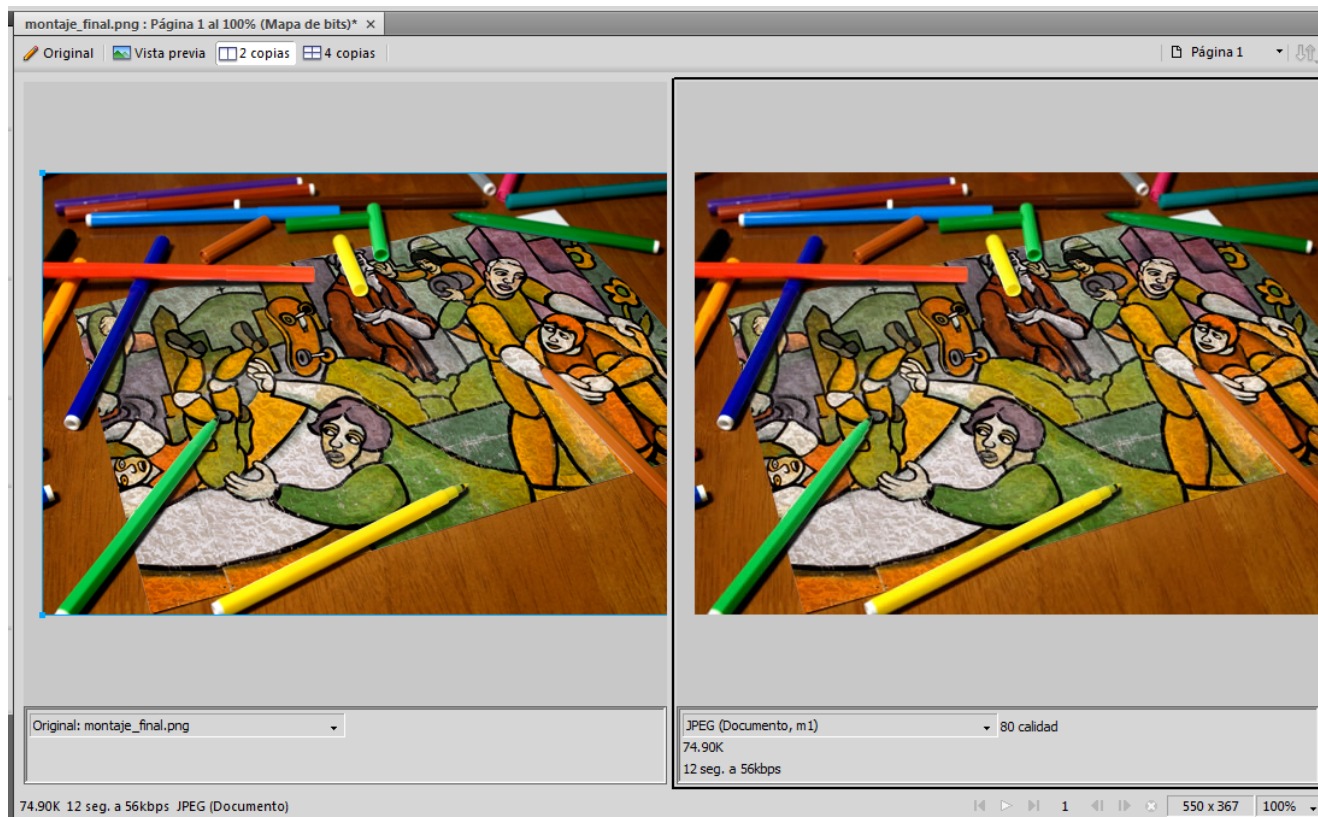 montaje_final.png : Página 1 al 100% (Mapa de bits)* ×
Original Vista previa 2 copias 4 copias Página 1
Original: montaje_final.png
JPEG (Documento, m1) 80 calidad
74.90K
12 seg. a 56kbps
74.90K 12 seg. a 56kbps JPEG (Documento) 1 550 x 367 100%